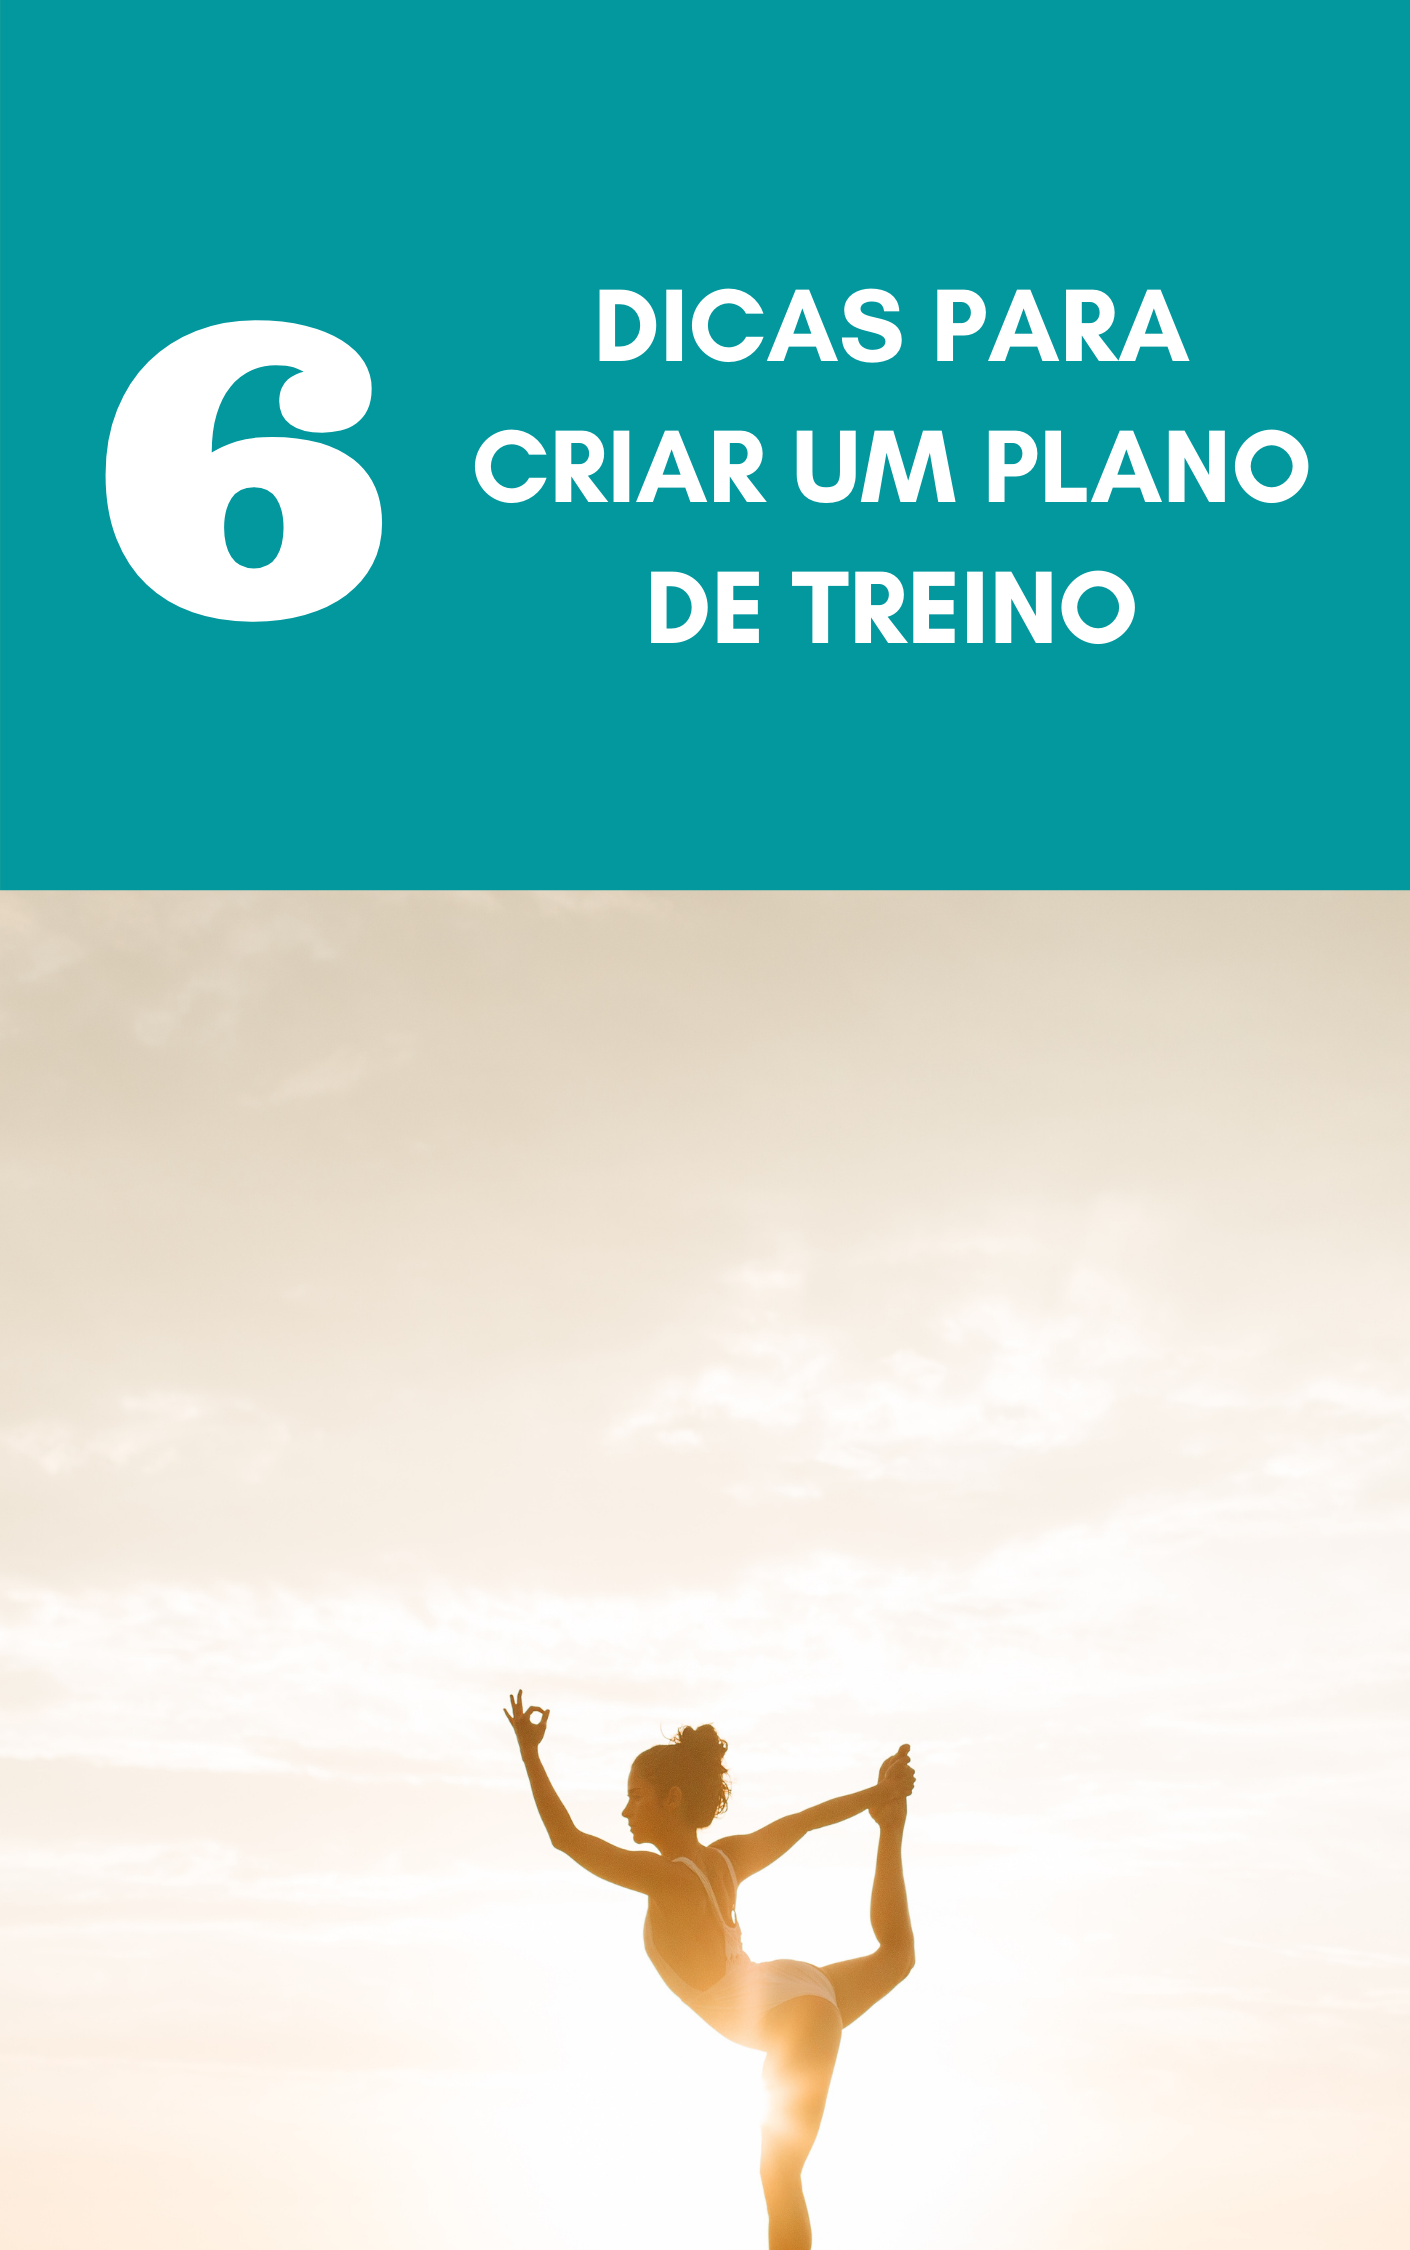 6
DICAS PARA
CRIAR UM PLANO
DE TREINO